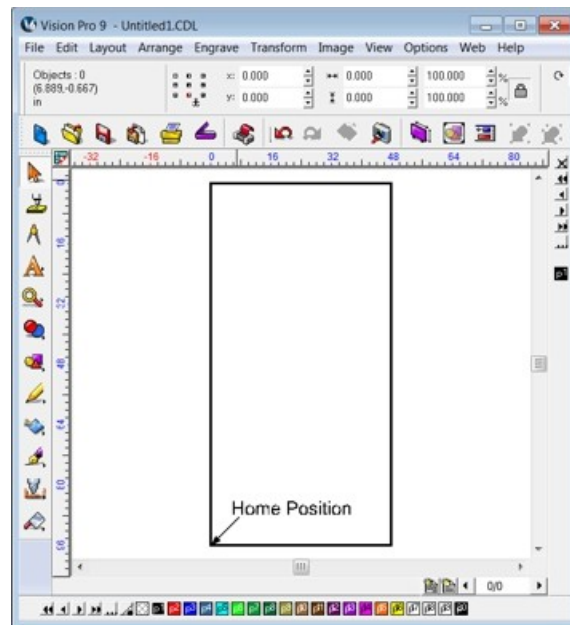 Vision Pro 9 - Untitled1.CDL
File Edit Layout Arrange Engrave Transform Image View Options Web Help
Objects : 0
(6.889,-0.667)
in
x: 0.000 0.000 100.000 %
y: 0.000 0.000 100.000 %
-32 -16 0 16 32 48 64 80
0
16
32
48
64
80
96
Home Position
0/0